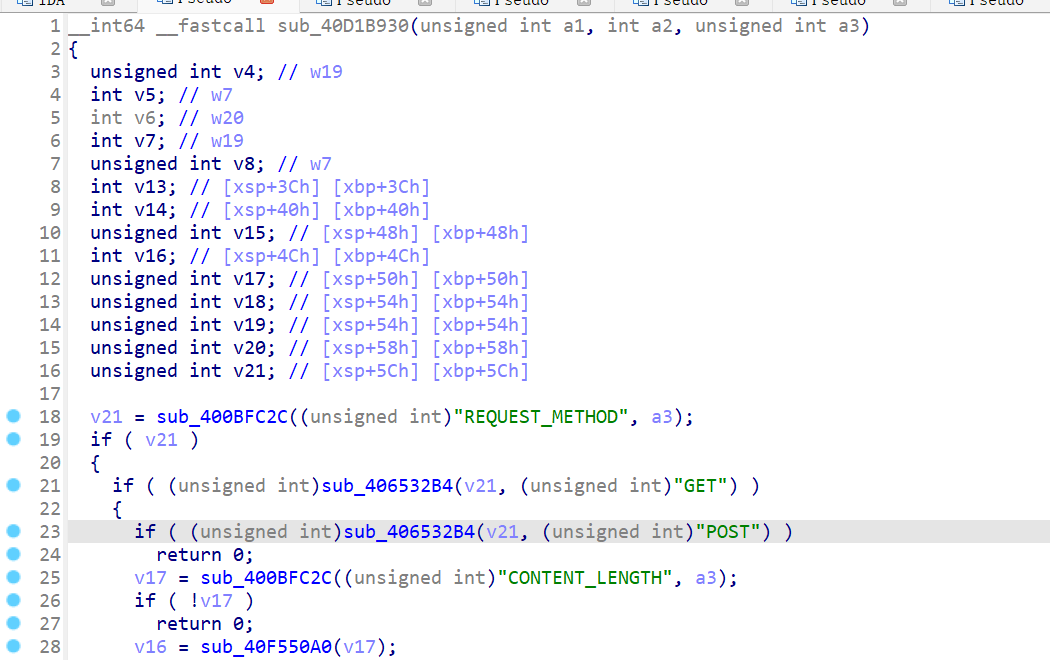 IDA Pseudo Pseudo Pseudo Pseudo Pseudo Pseudo
1 __int64 __fastcall sub_40D1B930(unsigned int a1, int a2, unsigned int a3)
2 {
3 unsigned int v4; // w19
4 int v5; // w7
5 int v6; // w20
6 int v7; // w19
7 unsigned int v8; // w7
8 int v13; // [xsp+3Ch] [xbp+3Ch]
9 int v14; // [xsp+40h] [xbp+40h]
10 unsigned int v15; // [xsp+48h] [xbp+48h]
11 int v16; // [xsp+4Ch] [xbp+4Ch]
12 unsigned int v17; // [xsp+50h] [xbp+50h]
13 unsigned int v18; // [xsp+54h] [xbp+54h]
14 unsigned int v19; // [xsp+54h] [xbp+54h]
15 unsigned int v20; // [xsp+58h] [xbp+58h]
16 unsigned int v21; // [xsp+5Ch] [xbp+5Ch]
17
18 v21 = sub_400BFC2C((unsigned int)"REQUEST_METHOD", a3);
19 if ( v21 )
20 {
21 if ( (unsigned int)sub_406532B4(v21, (unsigned int)"GET") )
22 {
23 if ( (unsigned int)sub_406532B4(v21, (unsigned int)"POST") )
24 return 0;
25 v17 = sub_400BFC2C((unsigned int)"CONTENT_LENGTH", a3);
26 if ( !v17 )
27 return 0;
28 v16 = sub_40F550A0(v17);